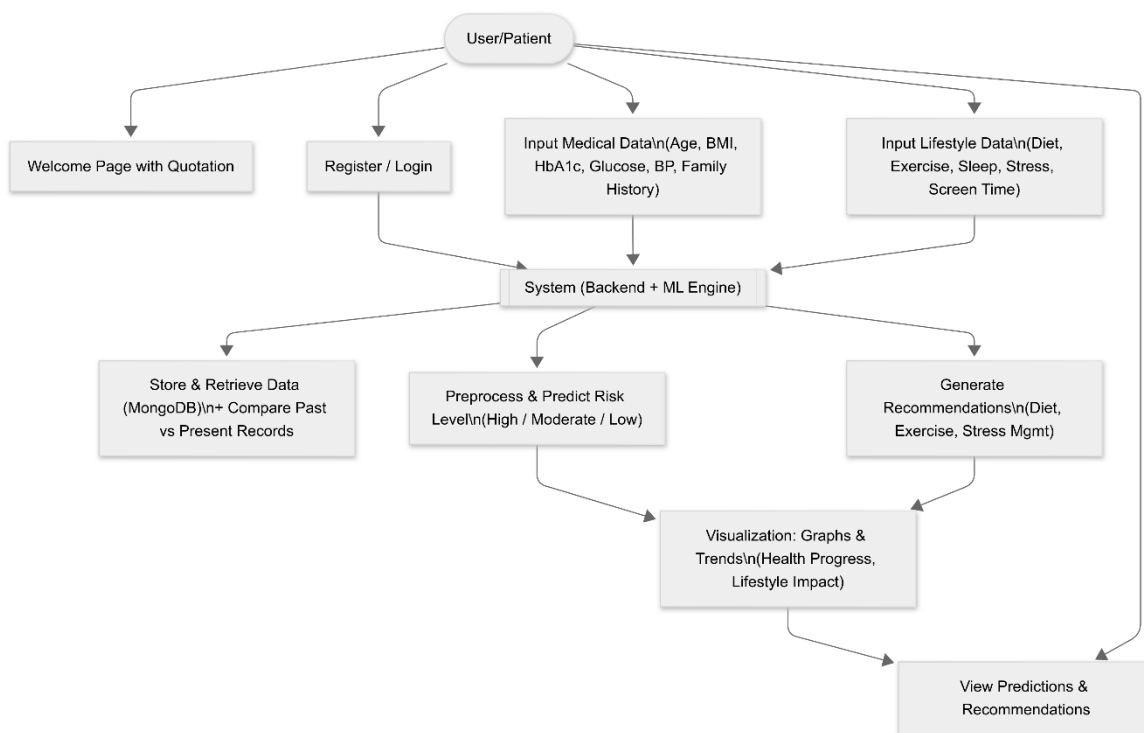 User/Patient
Welcome Page with Quotation
Register / Login
Input Medical Data\n(Age, BMI,
HbA1c, Glucose, BP, Family
History)
Input Lifestyle Data\n(Diet,
Exercise, Sleep, Stress,
Screen Time)
System (Backend + ML Engine)
Store & Retrieve Data
(MongoDB)\n+ Compare Past
vs Present Records
Preprocess & Predict Risk
Level\n(High / Moderate / Low)
Generate
Recommendations\n(Diet,
Exercise, Stress Mgmt)
Visualization: Graphs &
Trends\n(Health Progress,
Lifestyle Impact)
View Predictions &
Recommendations